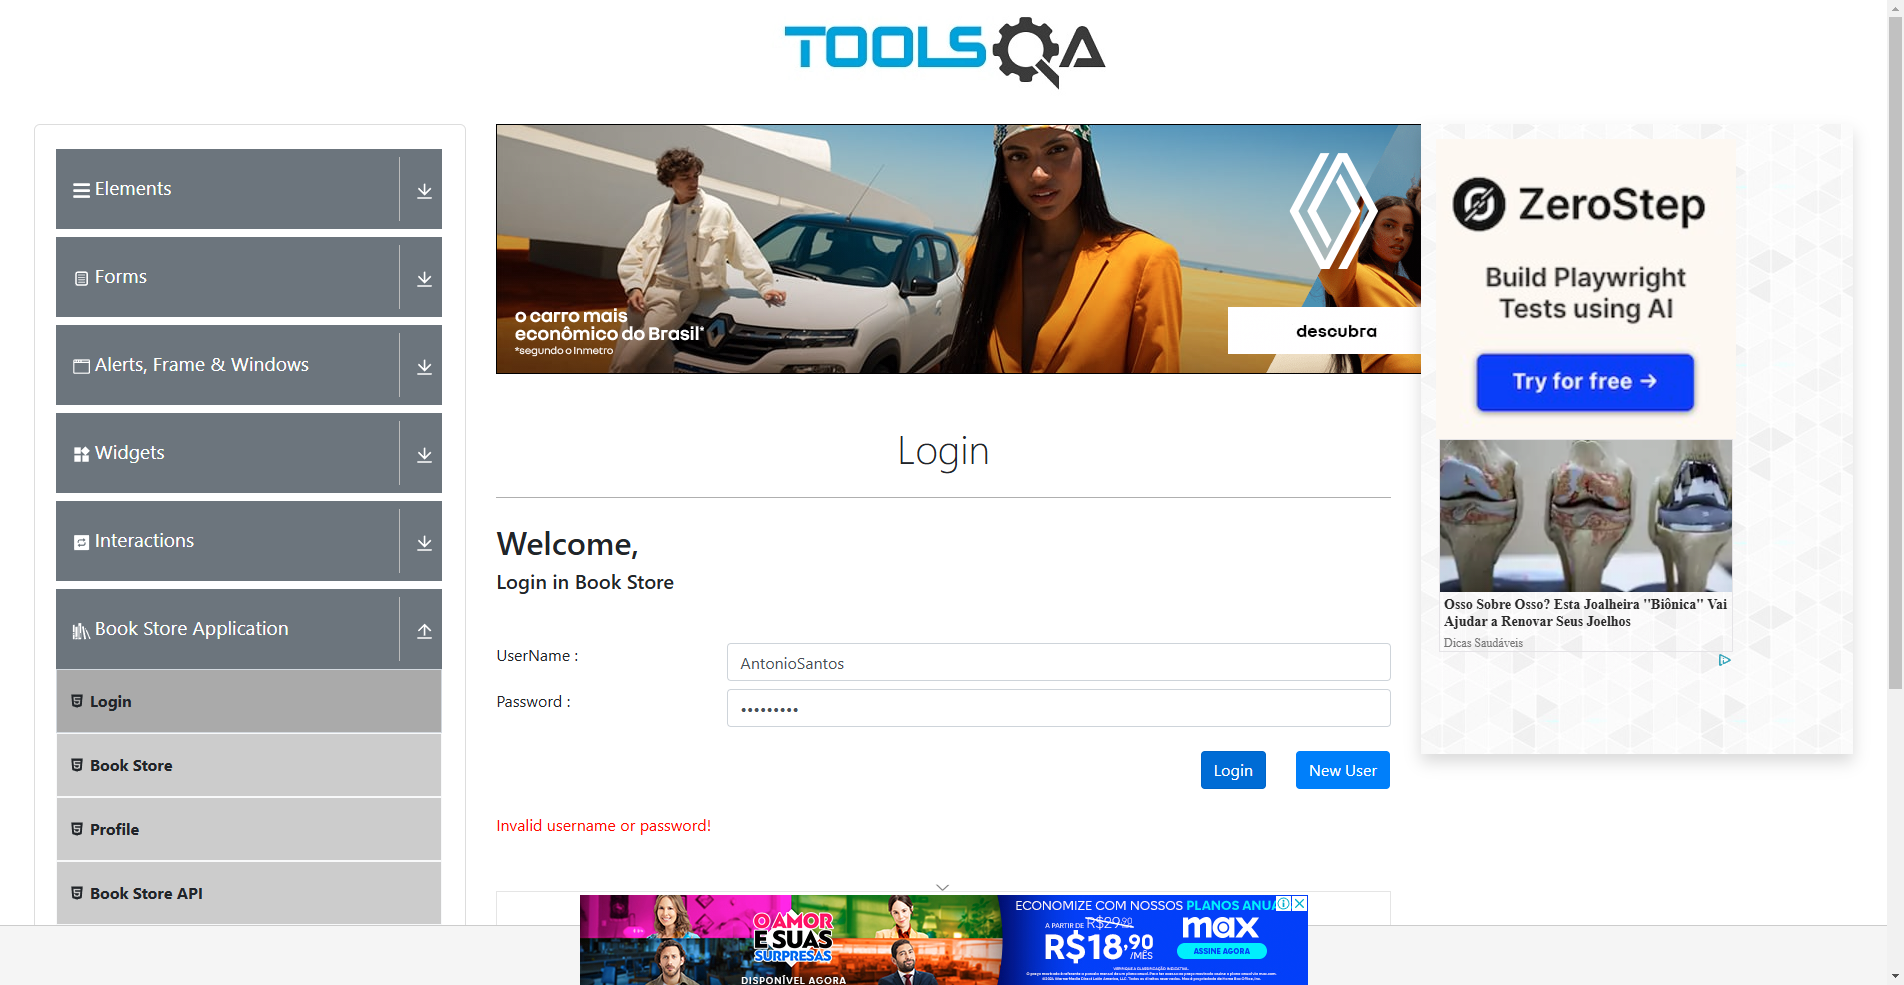 TOOLSQA
Elements
Forms
Alerts, Frame & Windows
Widgets
Interactions
Book Store Application
Login
Book Store
Profile
Book Store API
o carro mais
econômico do Brasil*
*segundo o Inmetro
descubra
Login
Welcome,
Login in Book Store
UserName :
AntonioSantos
Password :
•••••••••
Login
New User
Invalid username or password!
ZeroStep
Build Playwright
Tests using AI
Try for free →
Osso Sobre Osso? Esta Joalheira "Biônica" Vai
Ajudar a Renovar Seus Joelhos
Dicas Saudáveis
O AMOR
E SUAS
SURPRESAS
DISPONÍVEL AGORA
ECONOMIZE COM NOSSOS PLANOS ANUA
A PARTIR DE R$29,90
R$18,90
/MÊS
max
ASSINE AGORA